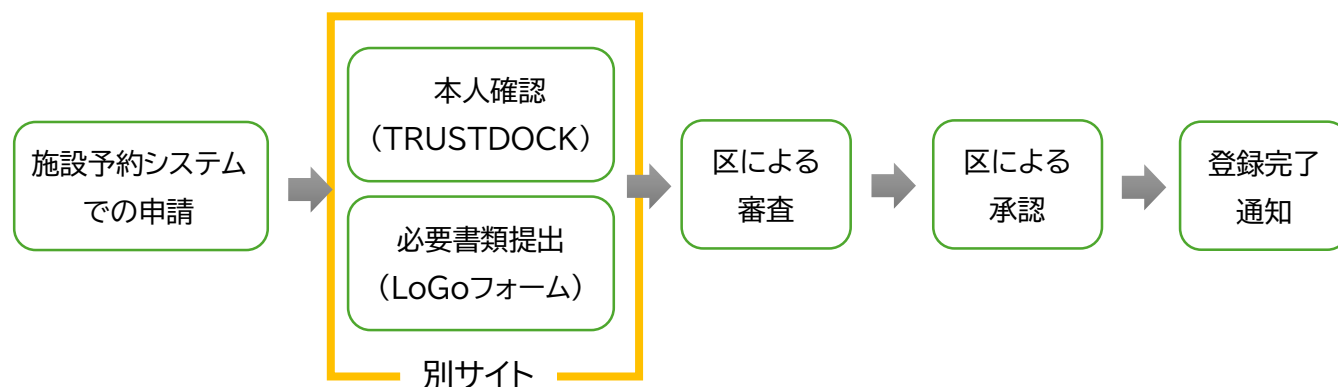 施設予約システム
での申請
本人確認
（TRUSTDOCK）
必要書類提出
（LoGoフォーム）
別サイト
区による
審査
区による
承認
登録完了
通知